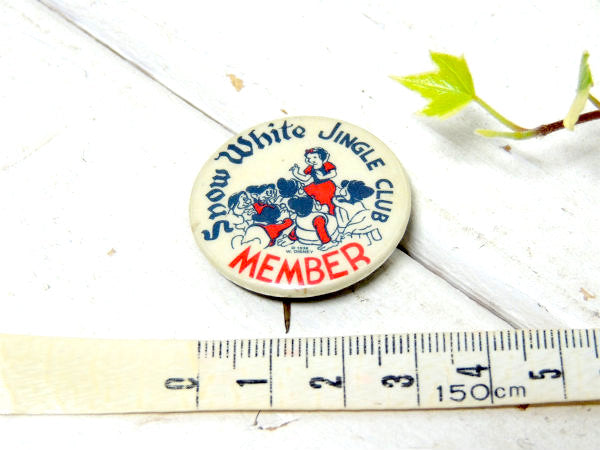 Snow White JINGLE CLUB
© 1938
W. DISNEY
MEMBER
0 1 2 3 4 5
150cm